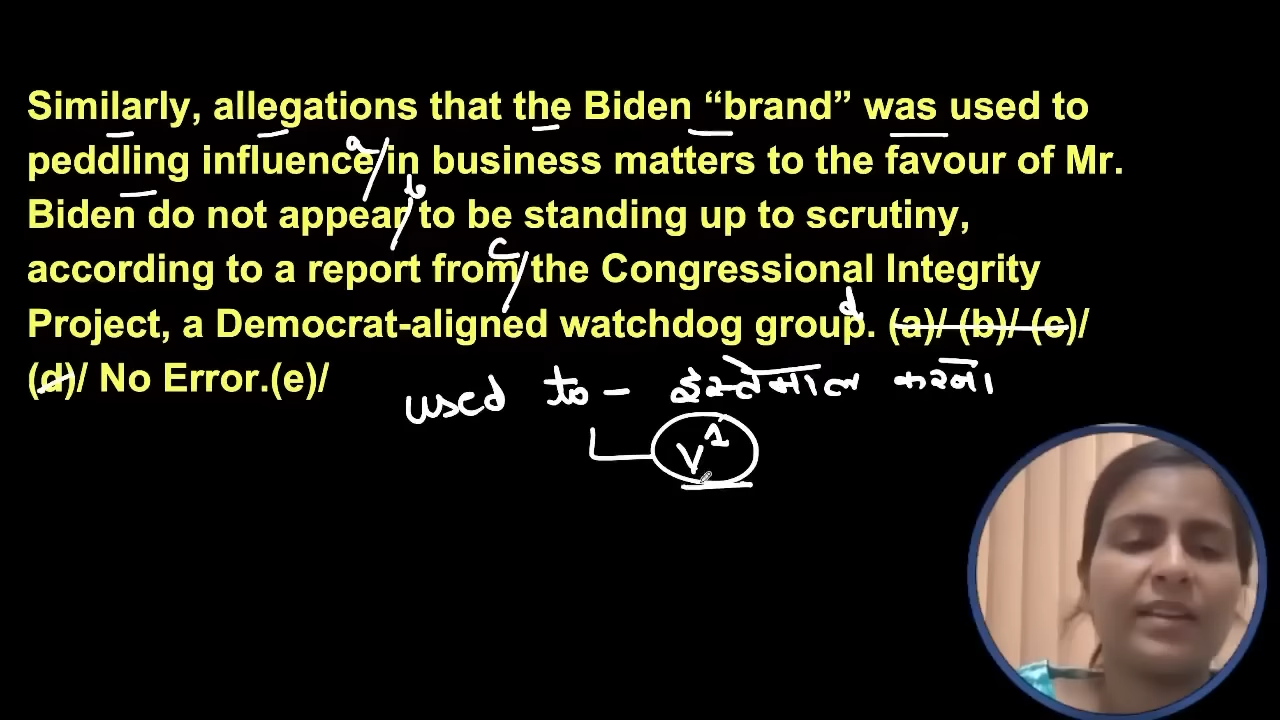 Similarly, allegations that the Biden “brand” was used to
peddling influence a/ in business matters to the favour of Mr.
Biden do not appear b/ to be standing up to scrutiny,
according to a report from c/ the Congressional Integrity
Project, a Democrat-aligned watchdog group. d (a)/ (b)/ (c)/
(d)/ No Error.(e)/
used to – इस्तेमाल करना।
V1